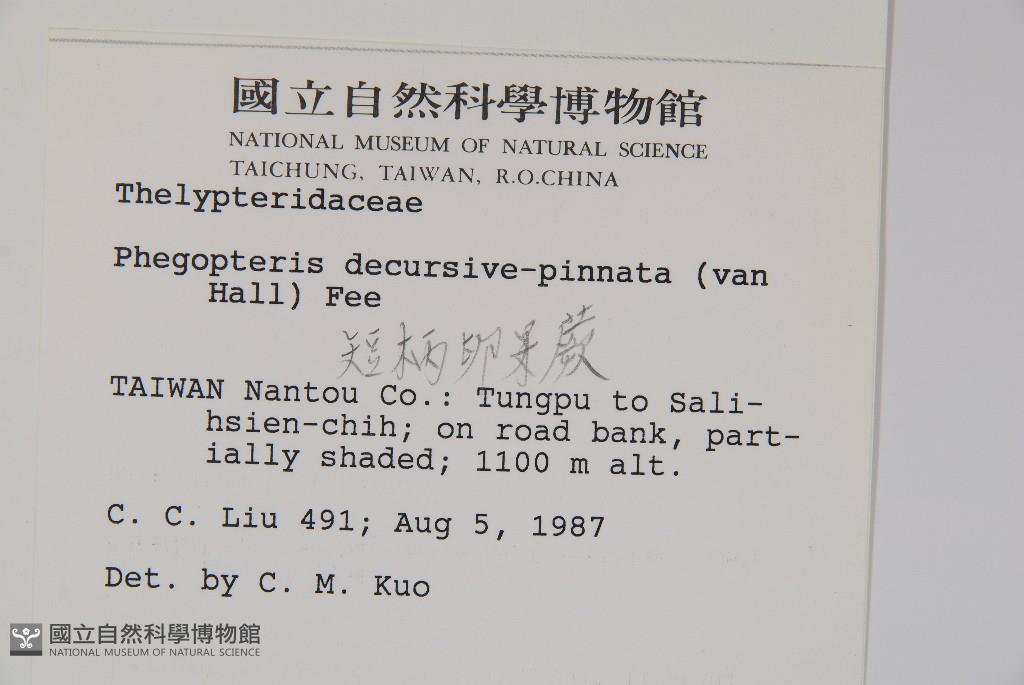 國立自然科學博物館
NATIONAL MUSEUM OF NATURAL SCIENCE
TAICHUNG, TAIWAN, R.O.CHINA
Thelypteridaceae
Phegopteris decursive-pinnata (van
Hall) Fee
短柄卵果蕨
TAIWAN Nantou Co.: Tungpu to Sali-
hsien-chih; on road bank, part-
ially shaded; 1100 m alt.
C. C. Liu 491; Aug 5, 1987
Det. by C. M. Kuo
國立自然科學博物館
NATIONAL MUSEUM OF NATURAL SCIENCE